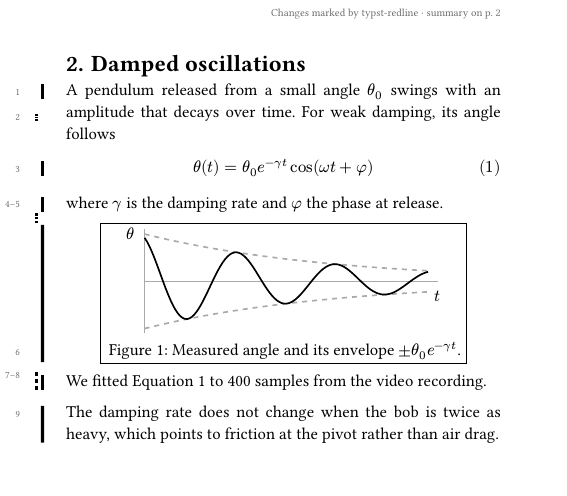 Changes marked by typst-redline · summary on p. 2
2. Damped oscillations
1 A pendulum released from a small angle θ₀ swings with an
2 amplitude that decays over time. For weak damping, its angle
follows
3 θ(t) = θ₀e^{−γt} cos(ωt + φ) (1)
4–5 where γ is the damping rate and φ the phase at release.
θ
t
6 Figure 1: Measured angle and its envelope ±θ₀e^{−γt}.
7–8 We fitted Equation 1 to 400 samples from the video recording.
9 The damping rate does not change when the bob is twice as
heavy, which points to friction at the pivot rather than air drag.